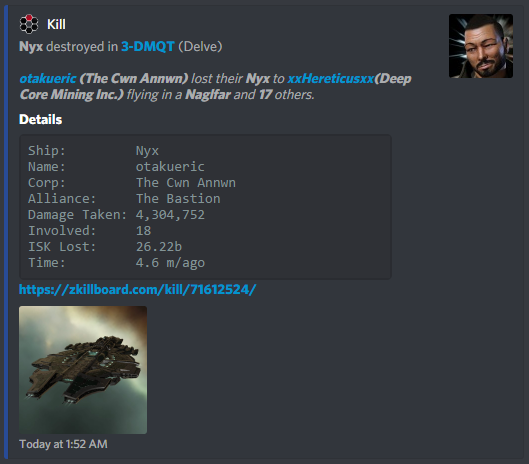 Kill
Nyx destroyed in 3-DMQT (Delve)
otakueric (The Cwn Annwn) lost their Nyx to xxHereticusxx(Deep
Core Mining Inc.) flying in a Naglfar and 17 others.
Details
Ship: Nyx
Name: otakueric
Corp: The Cwn Annwn
Alliance: The Bastion
Damage Taken: 4,304,752
Involved: 18
ISK Lost: 26.22b
Time: 4.6 m/ago
https://zkillboard.com/kill/71612524/
Today at 1:52 AM